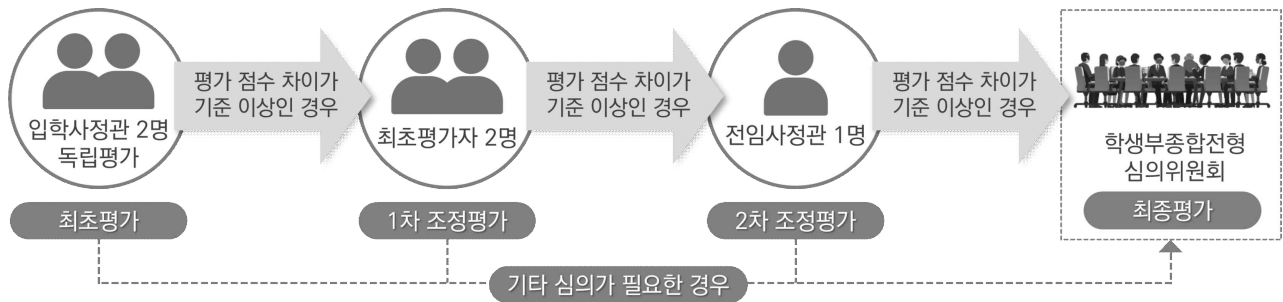 입학사정관 2명
독립평가
최초평가
평가 점수 차이가
기준 이상인 경우
최초평가자 2명
1차 조정평가
평가 점수 차이가
기준 이상인 경우
전임사정관 1명
2차 조정평가
평가 점수 차이가
기준 이상인 경우
학생부종합전형
심의위원회
최종평가
기타 심의가 필요한 경우